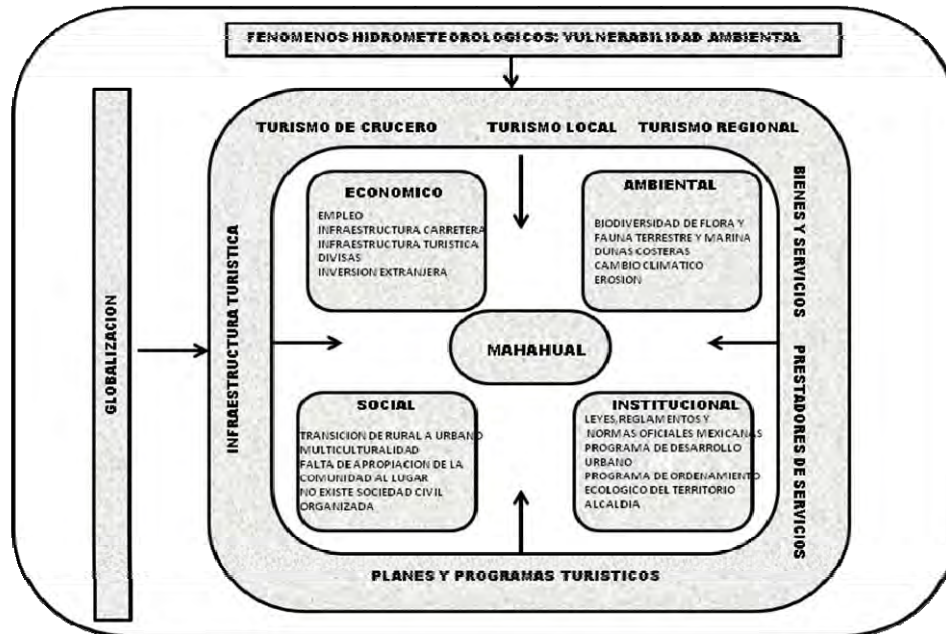 FENOMENOS HIDROMETEOROLOGICOS: VULNERABILIDAD AMBIENTAL
GLOBALIZACION
TURISMO DE CRUCERO
TURISMO LOCAL
TURISMO REGIONAL
INFRAESTRUCTURA TURISTICA
ECONOMICO
EMPLEO
INFRAESTRUCTURA CARRETERA
INFRAESTRUCTURA TURISTICA
DIVISAS
INVERSION EXTRANJERA
AMBIENTAL
BIODIVERSIDAD DE FLORA Y
FAUNA TERRESTRE Y MARINA
DUNAS COSTERAS
CAMBIO CLIMATICO
EROSION
BIENES Y SERVICIOS
PRESTADORES DE SERVICIOS
MAHAHUAL
SOCIAL
TRANSICION DE RURAL A URBANO
MULTICULTURALIDAD
FALTA DE APROPIACION DE LA
COMUNIDAD AL LUGAR
NO EXISTE SOCIEDAD CIVIL
ORGANIZADA
INSTITUCIONAL
LEYES, REGLAMENTOS Y
NORMAS OFICIALES MEXICANAS
PROGRAMA DE DESARROLLO
URBANO
PROGRAMA DE ORDENAMIENTO
ECOLOGICO DEL TERRITORIO
ALCALDIA
PLANES Y PROGRAMAS TURISTICOS